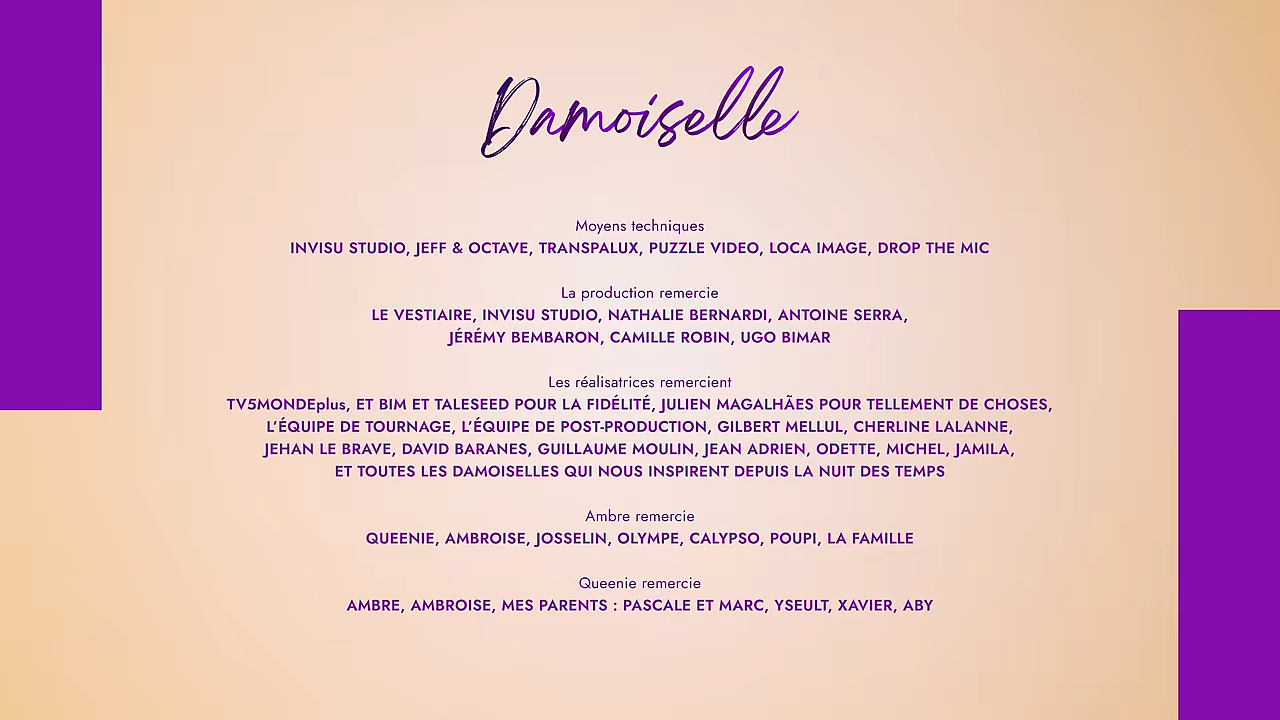 Damoiselle
Moyens techniques
INVISU STUDIO, JEFF & OCTAVE, TRANSPALUX, PUZZLE VIDEO, LOCA IMAGE, DROP THE MIC
La production remercie
LE VESTIAIRE, INVISU STUDIO, NATHALIE BERNARDI, ANTOINE SERRA,
JÉRÉMY BEMBARON, CAMILLE ROBIN, UGO BIMAR
Les réalisatrices remercient
TV5MONDEplus, ET BIM ET TALESEED POUR LA FIDÉLITÉ, JULIEN MAGALHÃES POUR TELLEMENT DE CHOSES,
L’ÉQUIPE DE TOURNAGE, L’ÉQUIPE DE POST-PRODUCTION, GILBERT MELLUL, CHERLINE LALANNE,
JEHAN LE BRAVE, DAVID BARANES, GUILLAUME MOULIN, JEAN ADRIEN, ODETTE, MICHEL, JAMILA,
ET TOUTES LES DAMOISELLES QUI NOUS INSPIRENT DEPUIS LA NUIT DES TEMPS
Ambre remercie
QUEENIE, AMBROISE, JOSSELIN, OLYMPE, CALYPSO, POUPI, LA FAMILLE
Queenie remercie
AMBRE, AMBROISE, MES PARENTS : PASCALE ET MARC, YSEULT, XAVIER, ABY